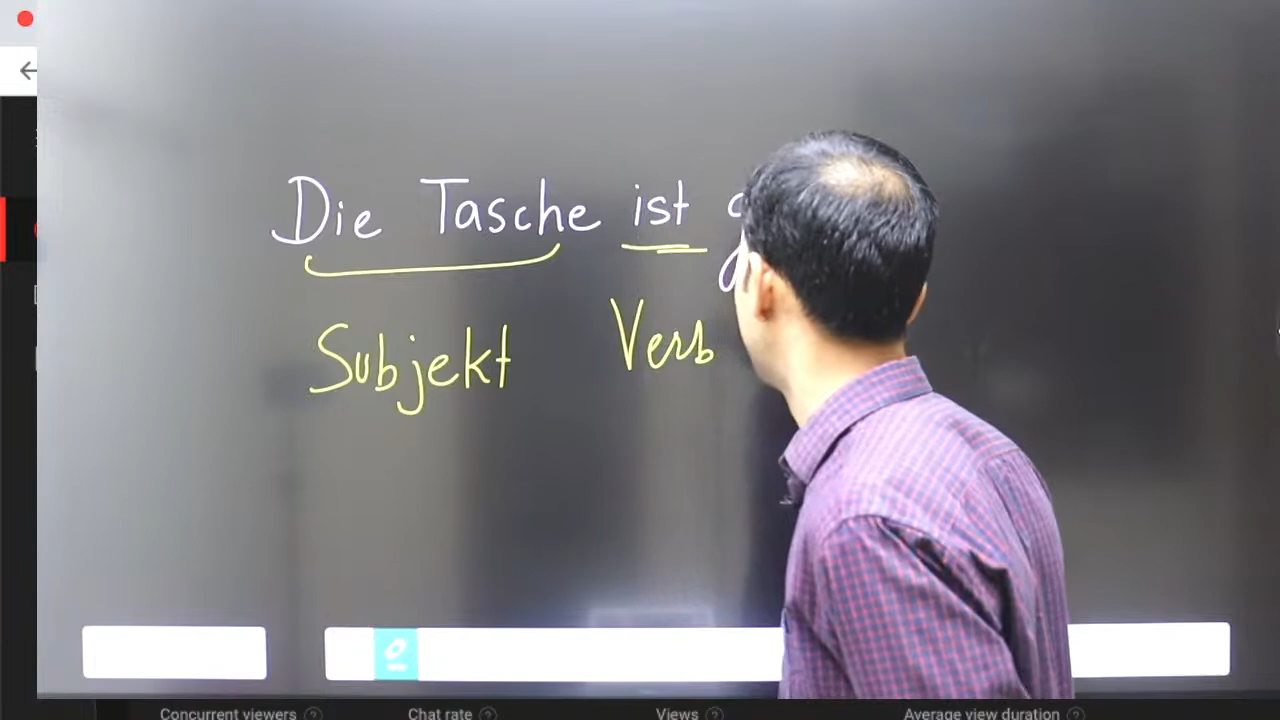 Die Tasche ist
Subjekt Verb
Concurrent viewers Chat rate Views Average view duration